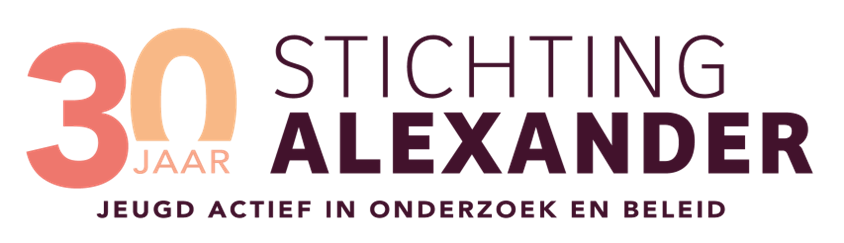 30
JAAR
STICHTING
ALEXANDER
JEUGD ACTIEF IN ONDERZOEK EN BELEID